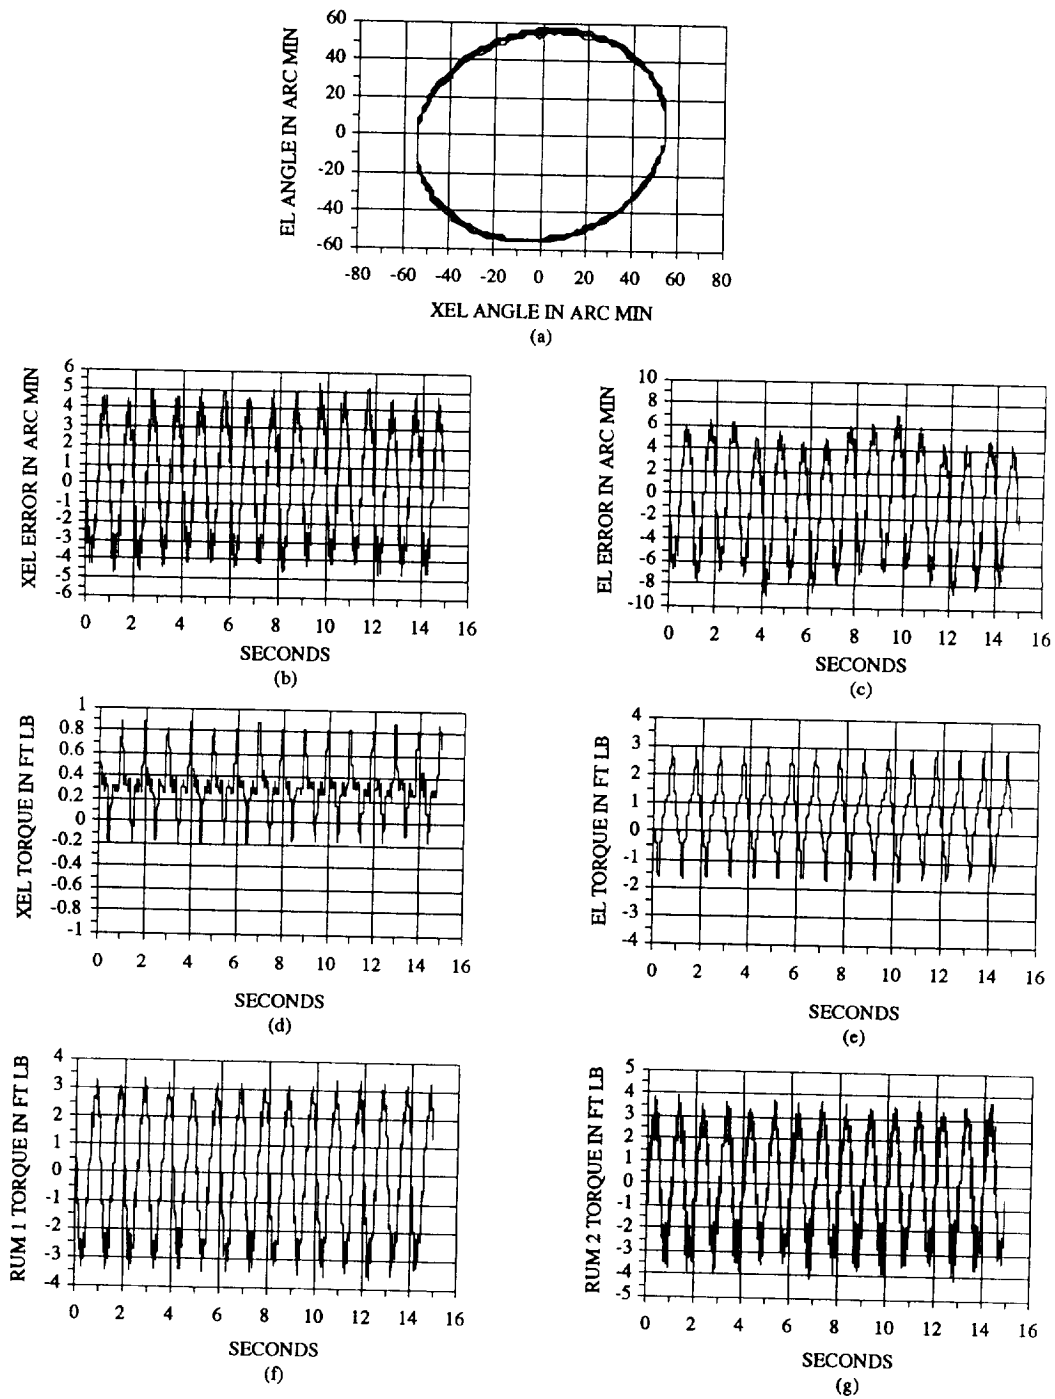 EL ANGLE IN ARC MIN
60
40
20
0
-20
-40
-60
-80 -60 -40 -20 0 20 40 60 80
XEL ANGLE IN ARC MIN
(a)
XEL ERROR IN ARC MIN
6
5
4
3
2
1
0
-1
-2
-3
-4
-5
-6
0 2 4 6 8 10 12 14 16
SECONDS
(b)
EL ERROR IN ARC MIN
10
8
6
4
2
0
-2
-4
-6
-8
-10
0 2 4 6 8 10 12 14 16
SECONDS
(c)
XEL TORQUE IN FT LB
1
0.8
0.6
0.4
0.2
0
-0.2
-0.4
-0.6
-0.8
-1
0 2 4 6 8 10 12 14 16
SECONDS
(d)
EL TORQUE IN FT LB
4
3
2
1
0
-1
-2
-3
-4
0 2 4 6 8 10 12 14 16
SECONDS
(e)
RUM 1 TORQUE IN FT LB
4
3
2
1
0
-1
-2
-3
-4
0 2 4 6 8 10 12 14 16
SECONDS
(f)
RUM 2 TORQUE IN FT LB
5
4
3
2
1
0
-1
-2
-3
-4
-5
0 2 4 6 8 10 12 14 16
SECONDS
(g)